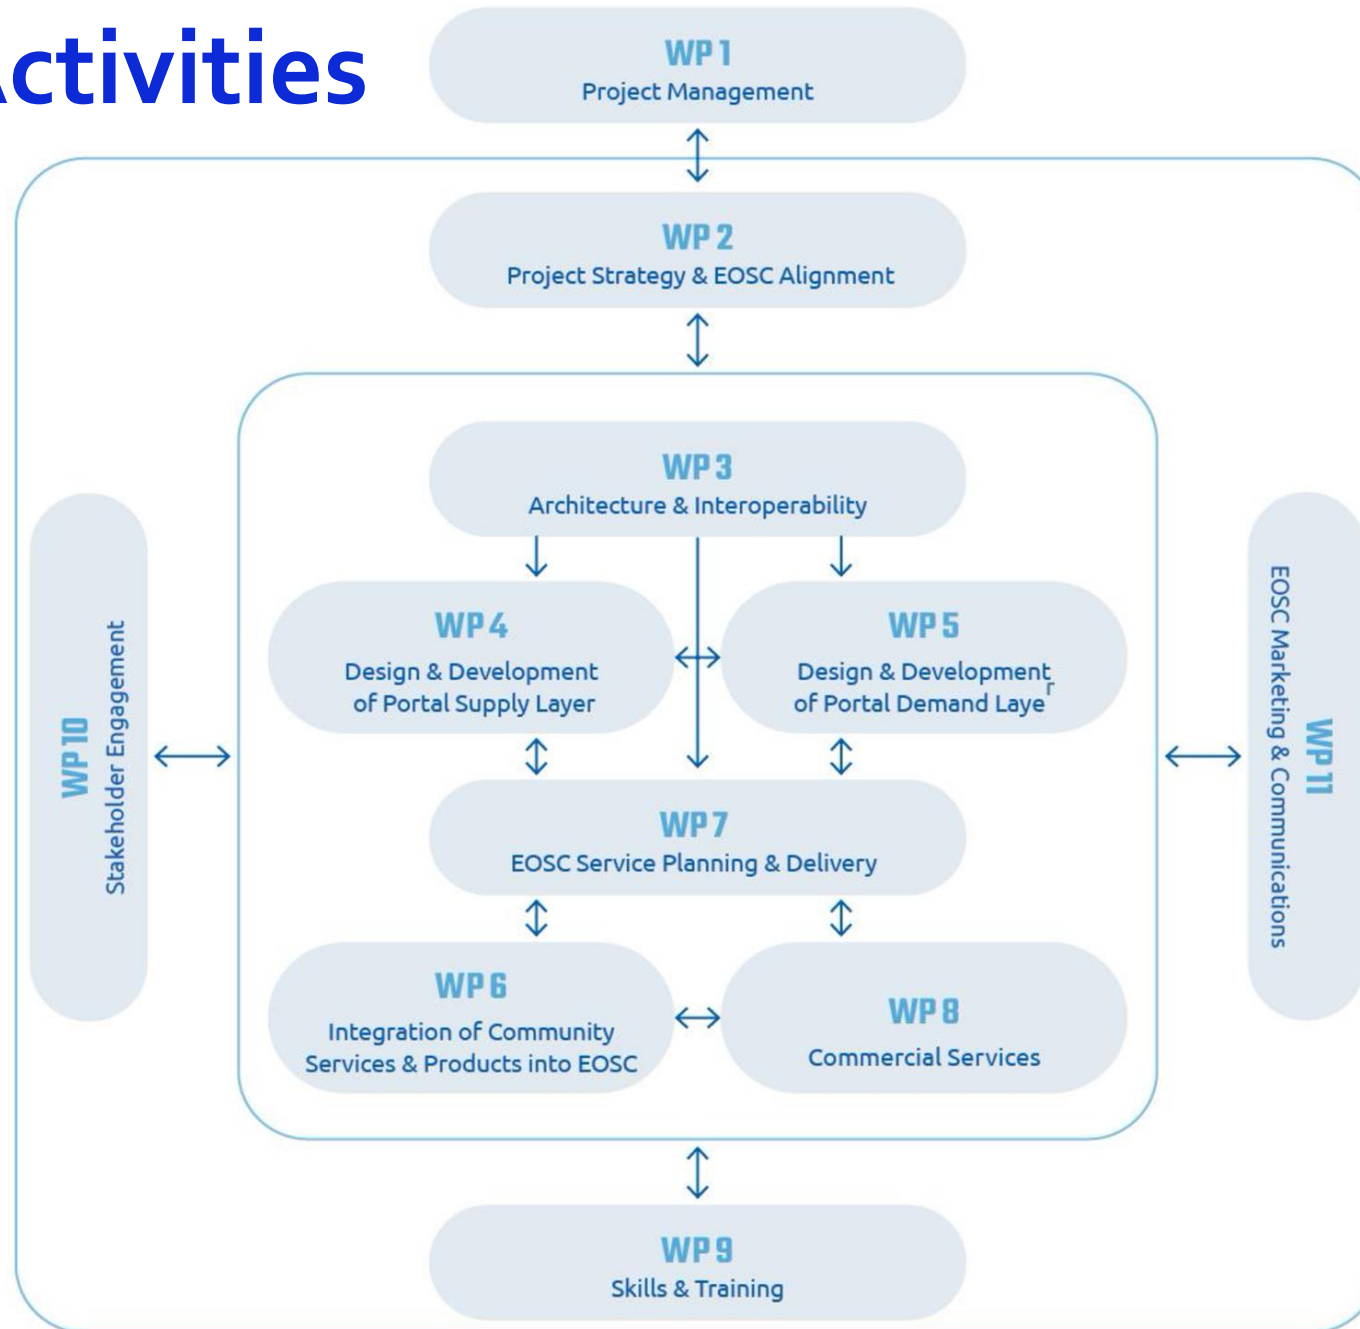 Activities
WP 1
Project Management
WP 2
Project Strategy & EOSC Alignment
WP 3
Architecture & Interoperability
WP 4
Design & Development
of Portal Supply Layer
WP 5
Design & Development
of Portal Demand Layer
WP 7
EOSC Service Planning & Delivery
WP 6
Integration of Community
Services & Products into EOSC
WP 8
Commercial Services
WP 10
Stakeholder Engagement
WP 11
EOSC Marketing & Communications
WP 9
Skills & Training